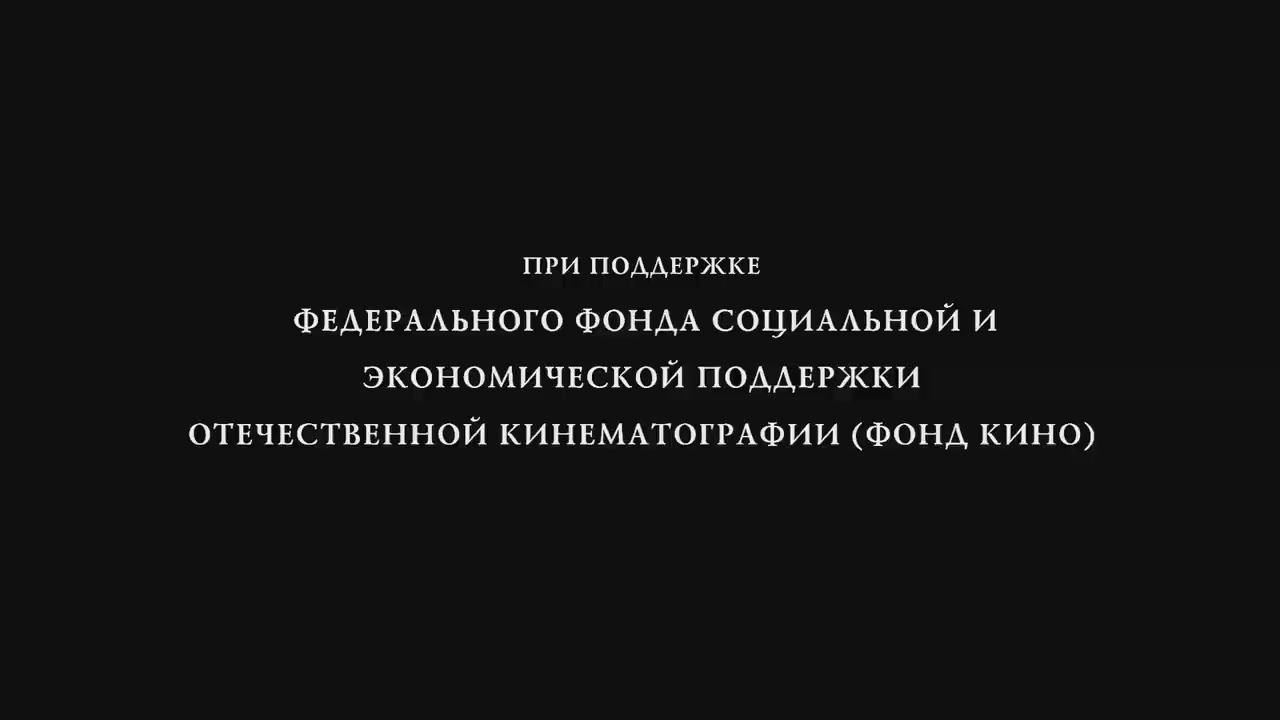 ПРИ ПОДДЕРЖКЕ
ФЕДЕРАЛЬНОГО ФОНДА СОЦИАЛЬНОЙ И
ЭКОНОМИЧЕСКОЙ ПОДДЕРЖКИ
ОТЕЧЕСТВЕННОЙ КИНЕМАТОГРАФИИ (ФОНД КИНО)